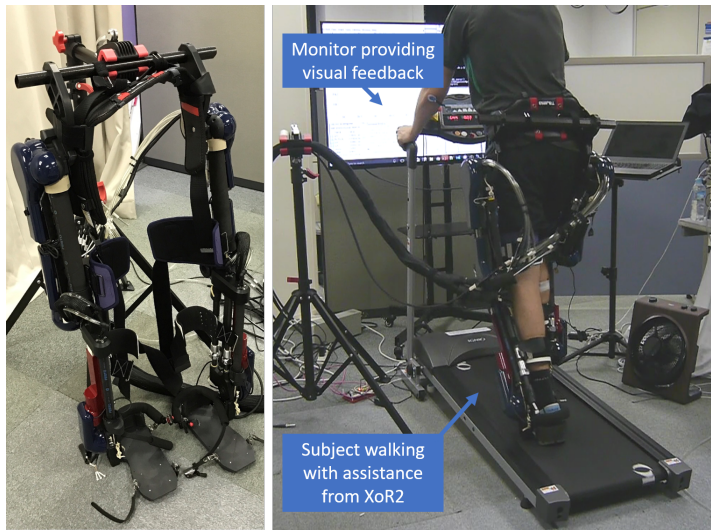 Monitor providing
visual feedback
Subject walking
with assistance
from XoR2